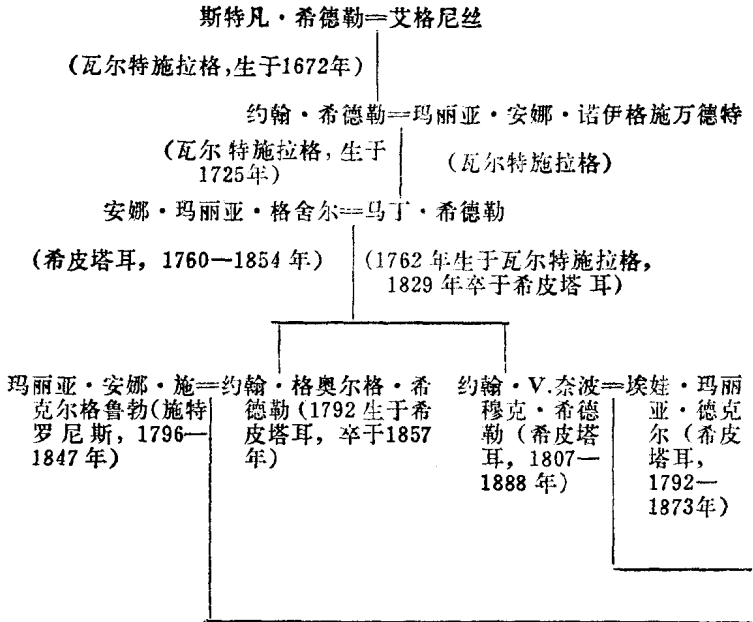 斯特凡·希德勒=艾格尼丝
(瓦尔特施拉格,生于1672年)
约翰·希德勒=玛丽亚·安娜·诺伊格施万德特
(瓦尔特施拉格,生于
1725年)
(瓦尔特施拉格)
安娜·玛丽亚·格舍尔=马丁·希德勒
(希皮塔耳,1760—1854年)
(1762年生于瓦尔特施拉格,
1829年卒于希皮塔耳)
玛丽亚·安娜·施=
克尔格鲁勃(施特
罗尼斯,1796—
1847年)
约翰·格奥尔格·希
德勒(1792生于希
皮塔耳,卒于1857
年)
约翰·V.奈波=
穆克·希德
勒(希皮塔
耳,1807—
1888年)
埃娃·玛丽
亚·德克
尔(希皮
塔耳,
1792—
1873年)